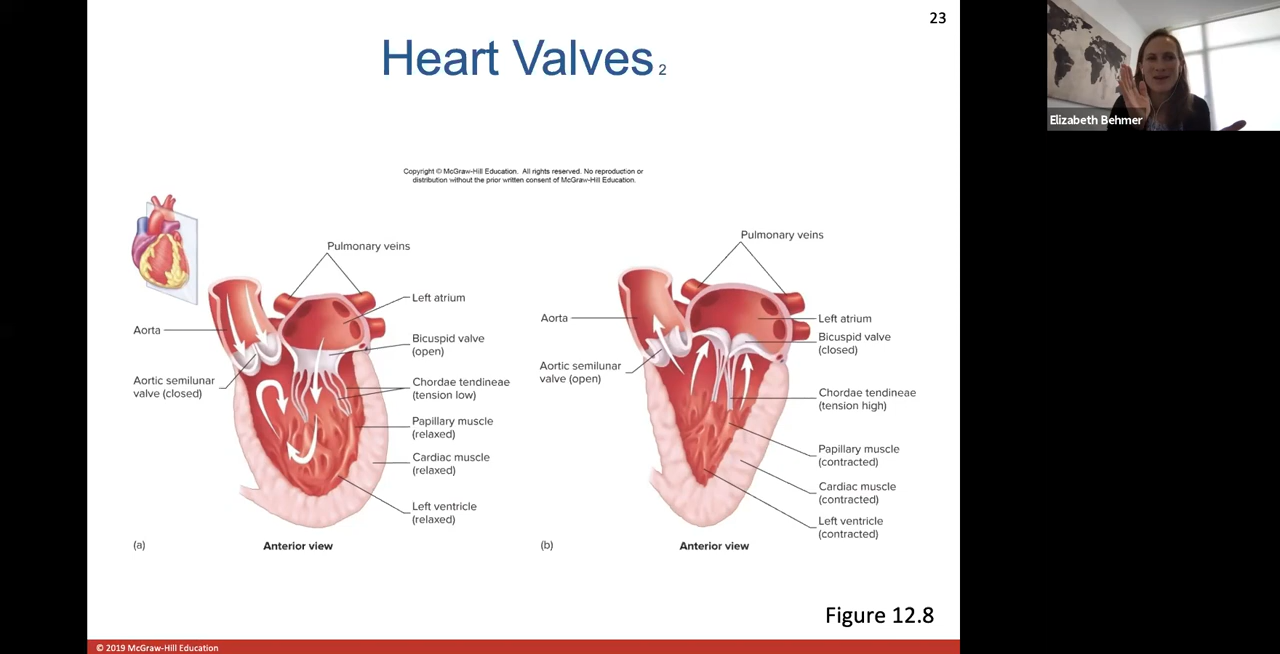 23
Heart Valves 2
Copyright © McGraw-Hill Education. All rights reserved. No reproduction or
distribution without the prior written consent of McGraw-Hill Education.
Pulmonary veins
Left atrium
Aorta
Bicuspid valve
(open)
Aortic semilunar
valve (closed)
Chordae tendineae
(tension low)
Papillary muscle
(relaxed)
Cardiac muscle
(relaxed)
Left ventricle
(relaxed)
(a)
Anterior view
Pulmonary veins
Aorta
Left atrium
Bicuspid valve
(closed)
Aortic semilunar
valve (open)
Chordae tendineae
(tension high)
Papillary muscle
(contracted)
Cardiac muscle
(contracted)
Left ventricle
(contracted)
(b)
Anterior view
Figure 12.8
© 2019 McGraw-Hill Education
Elizabeth Behmer